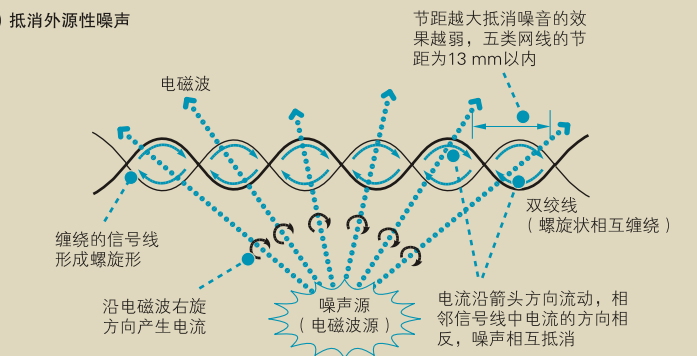 抵消外源性噪声
节距越大抵消噪音的效
果越弱，五类网线的节
距为13 mm以内
电磁波
缠绕的信号线
形成螺旋形
双绞线
（螺旋状相互缠绕）
沿电磁波右旋
方向产生电流
噪声源
（电磁波源）
电流沿箭头方向流动，相
邻信号线中电流的方向相
反，噪声相互抵消